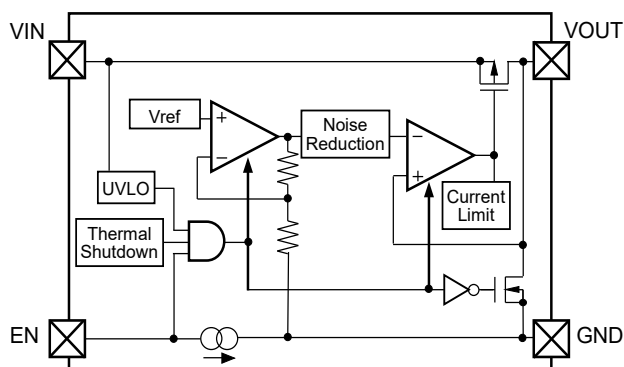 VIN
VOUT
Vref
+
−
Noise
Reduction
−
+
UVLO
Current
Limit
Thermal
Shutdown
EN
GND